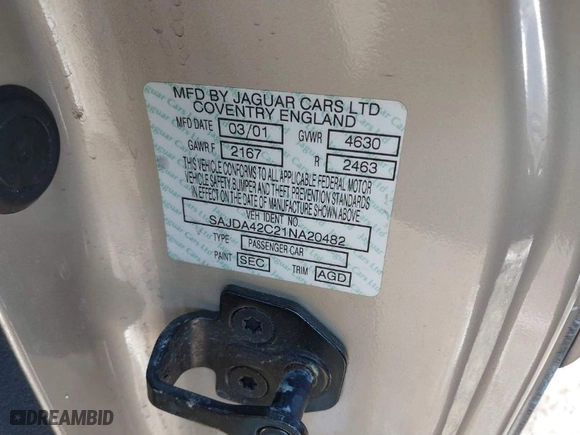 MFD BY JAGUAR CARS LTD
COVENTRY ENGLAND
MFD DATE 03/01 GVWR 4630
GAWR F 2167 R 2463
THIS VEHICLE CONFORMS TO ALL APPLICABLE FEDERAL MOTOR
VEHICLE SAFETY, BUMPER AND THEFT PREVENTION STANDARDS
IN EFFECT ON THE DATE OF MANUFACTURE SHOWN ABOVE
VEH IDENT NO.
SAJDA42C21NA20482
TYPE PASSENGER CAR
PAINT SEC TRIM AGD
DREAMBID